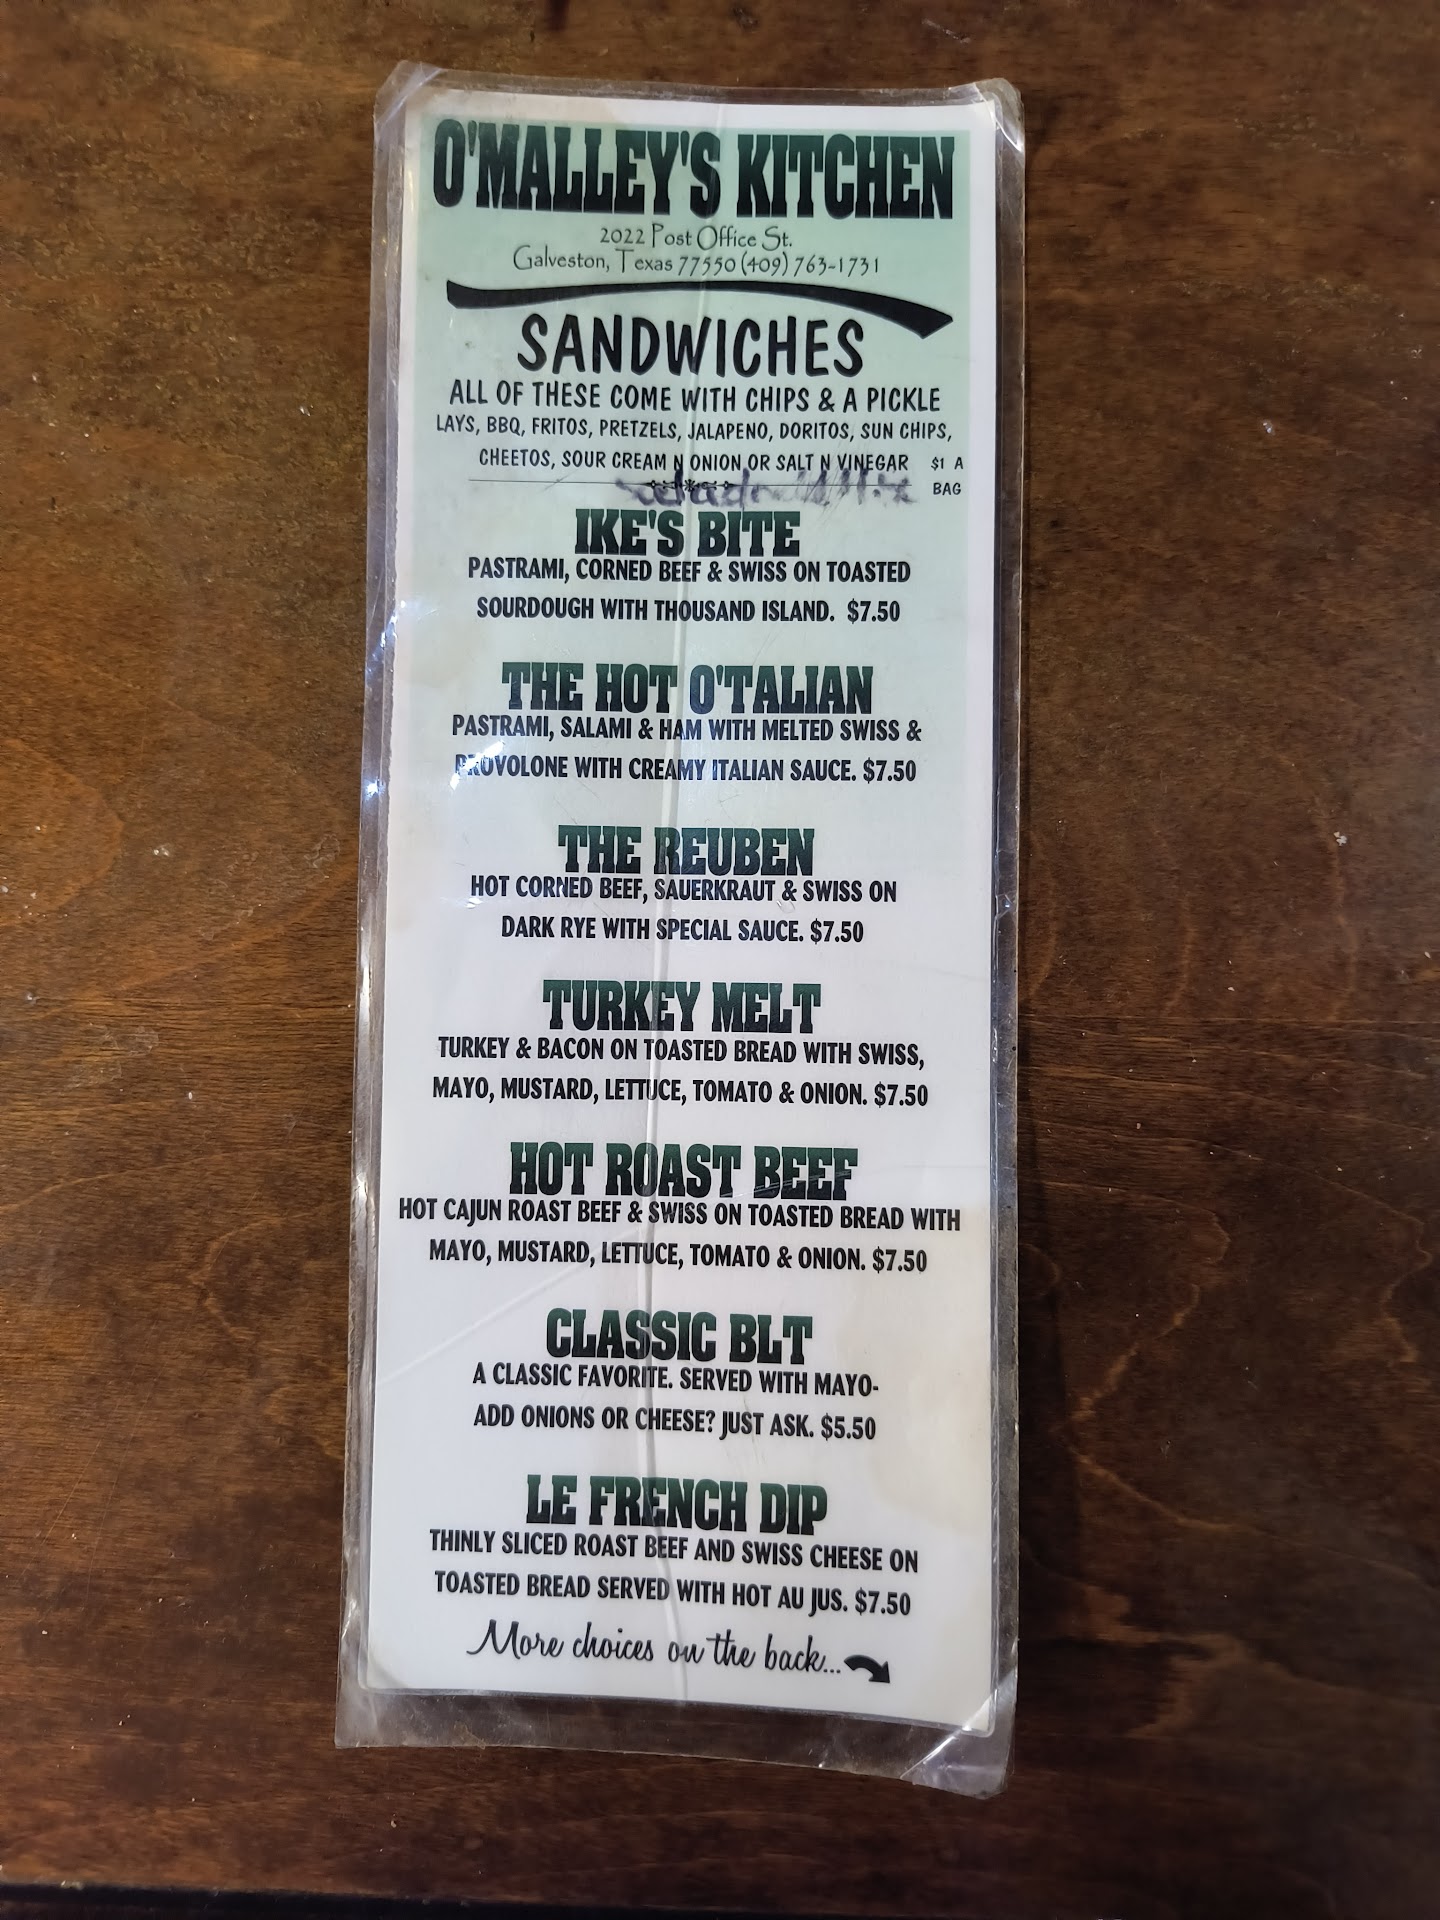 O'MALLEY'S KITCHEN
2022 Post Office St.
Galveston, Texas 77550 (409) 763-1731
SANDWICHES
ALL OF THESE COME WITH CHIPS & A PICKLE
LAYS, BBQ, FRITOS, PRETZELS, JALAPENO, DORITOS, SUN CHIPS,
CHEETOS, SOUR CREAM N ONION OR SALT N VINEGAR $1 A
BAG
IKE'S BITE
PASTRAMI, CORNED BEEF & SWISS ON TOASTED
SOURDOUGH WITH THOUSAND ISLAND. $7.50
THE HOT O'TALIAN
PASTRAMI, SALAMI & HAM WITH MELTED SWISS &
PROVOLONE WITH CREAMY ITALIAN SAUCE. $7.50
THE REUBEN
HOT CORNED BEEF, SAUERKRAUT & SWISS ON
DARK RYE WITH SPECIAL SAUCE. $7.50
TURKEY MELT
TURKEY & BACON ON TOASTED BREAD WITH SWISS,
MAYO, MUSTARD, LETTUCE, TOMATO & ONION. $7.50
HOT ROAST BEEF
HOT CAJUN ROAST BEEF & SWISS ON TOASTED BREAD WITH
MAYO, MUSTARD, LETTUCE, TOMATO & ONION. $7.50
CLASSIC BLT
A CLASSIC FAVORITE. SERVED WITH MAYO-
ADD ONIONS OR CHEESE? JUST ASK. $5.50
LE FRENCH DIP
THINLY SLICED ROAST BEEF AND SWISS CHEESE ON
TOASTED BREAD SERVED WITH HOT AU JUS. $7.50
More choices on the back...